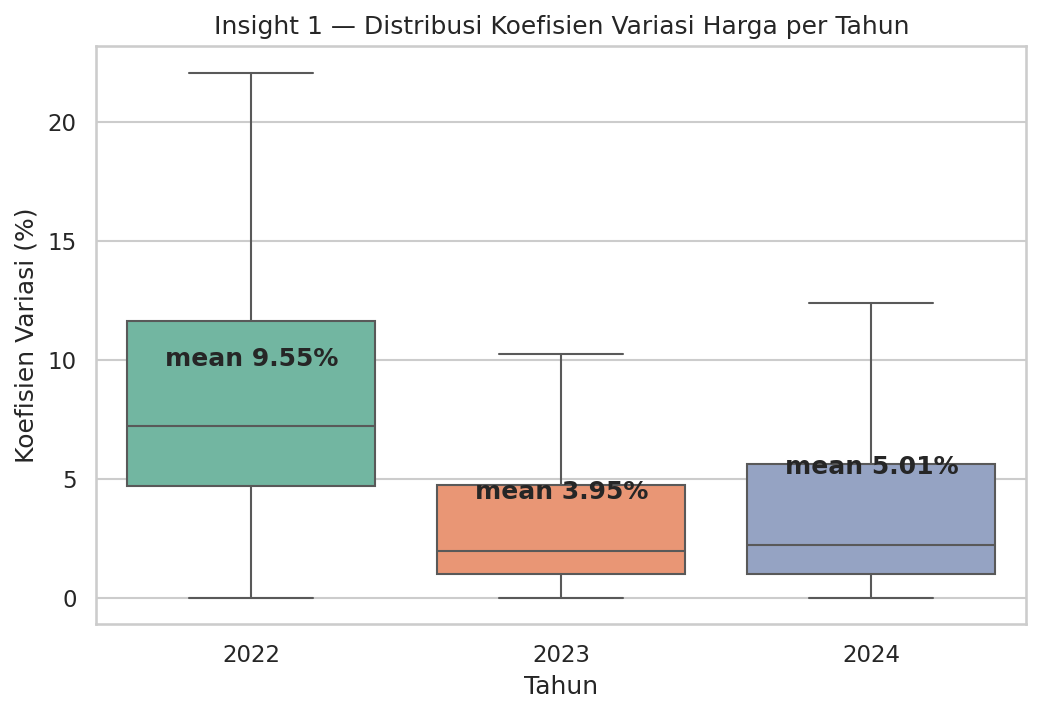 Insight 1 — Distribusi Koefisien Variasi Harga per Tahun
Koefisien Variasi (%)
20
15
10
5
0
mean 9.55%
mean 3.95%
mean 5.01%
2022
2023
2024
Tahun